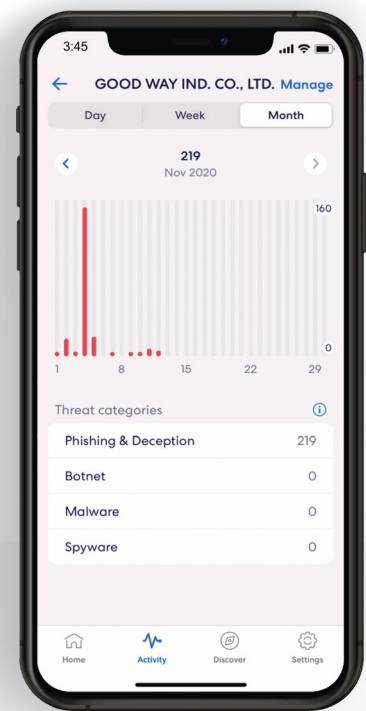 3:45
GOOD WAY IND. CO., LTD. Manage
Day Week Month
219
Nov 2020
160
0
1 8 15 22 29
Threat categories
Phishing & Deception 219
Botnet 0
Malware 0
Spyware 0
Home Activity Discover Settings